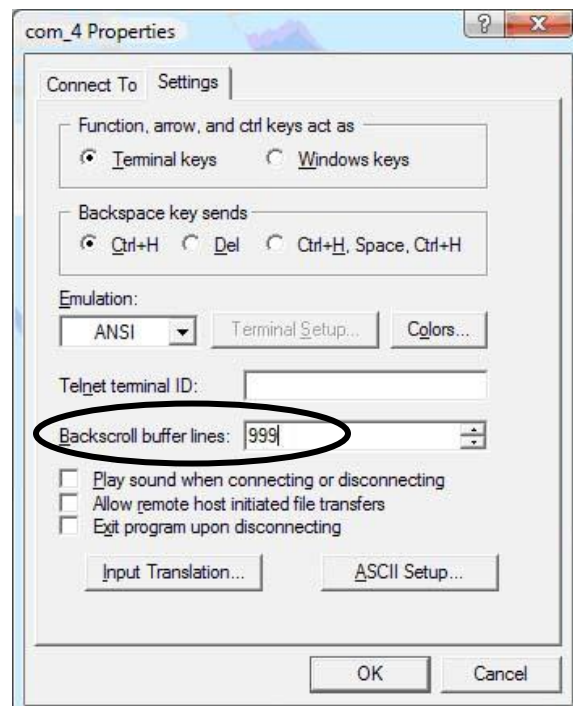 com_4 Properties
Connect To Settings
Function, arrow, and ctrl keys act as
Terminal keys Windows keys
Backspace key sends
Ctrl+H Del Ctrl+H, Space, Ctrl+H
Emulation:
ANSI Terminal Setup... Colors...
Telnet terminal ID:
Backscroll buffer lines: 999
Play sound when connecting or disconnecting
Allow remote host initiated file transfers
Exit program upon disconnecting
Input Translation... ASCII Setup...
OK Cancel